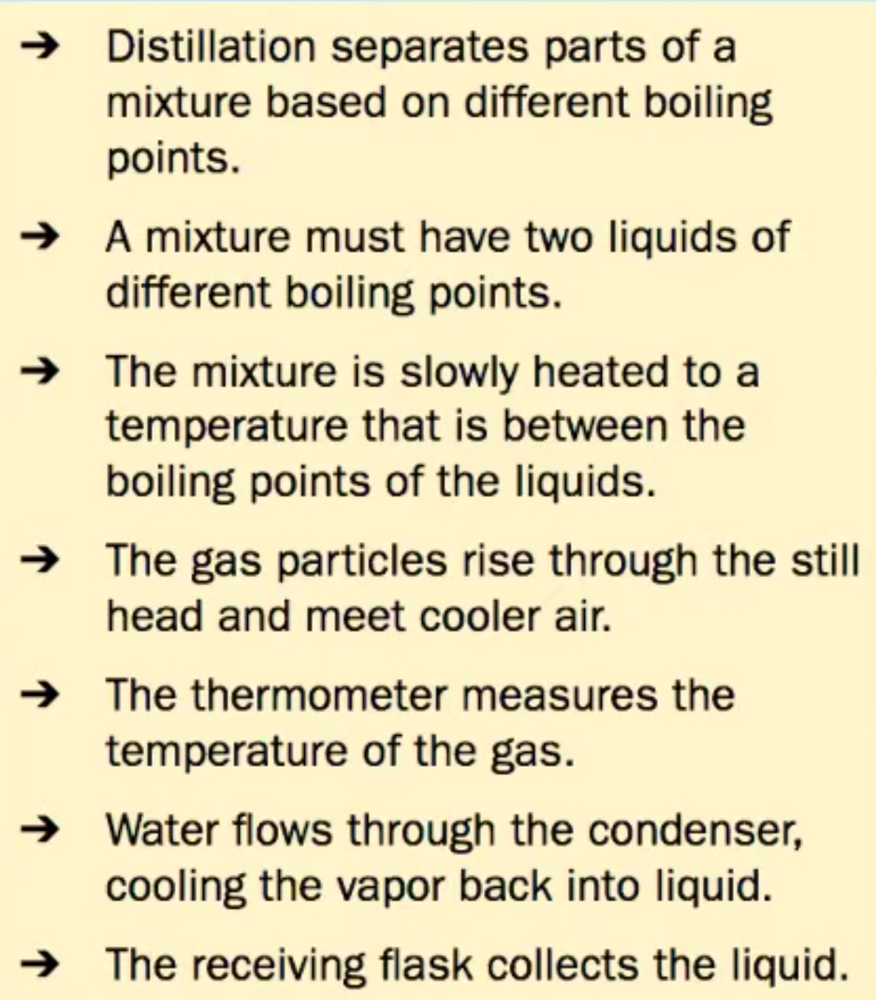 ➔ Distillation separates parts of a
mixture based on different boiling
points.
➔ A mixture must have two liquids of
different boiling points.
➔ The mixture is slowly heated to a
temperature that is between the
boiling points of the liquids.
➔ The gas particles rise through the still
head and meet cooler air.
➔ The thermometer measures the
temperature of the gas.
➔ Water flows through the condenser,
cooling the vapor back into liquid.
➔ The receiving flask collects the liquid.